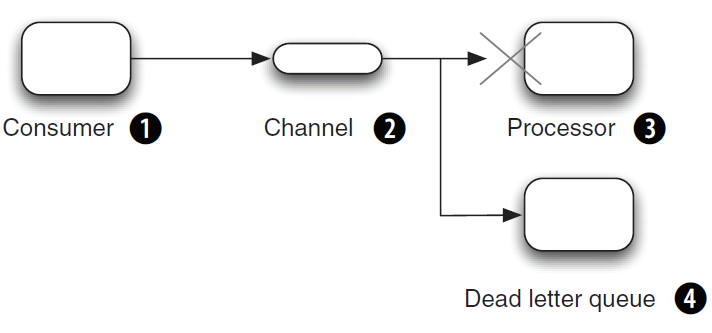 Consumer 1
Channel 2
Processor 3
Dead letter queue 4